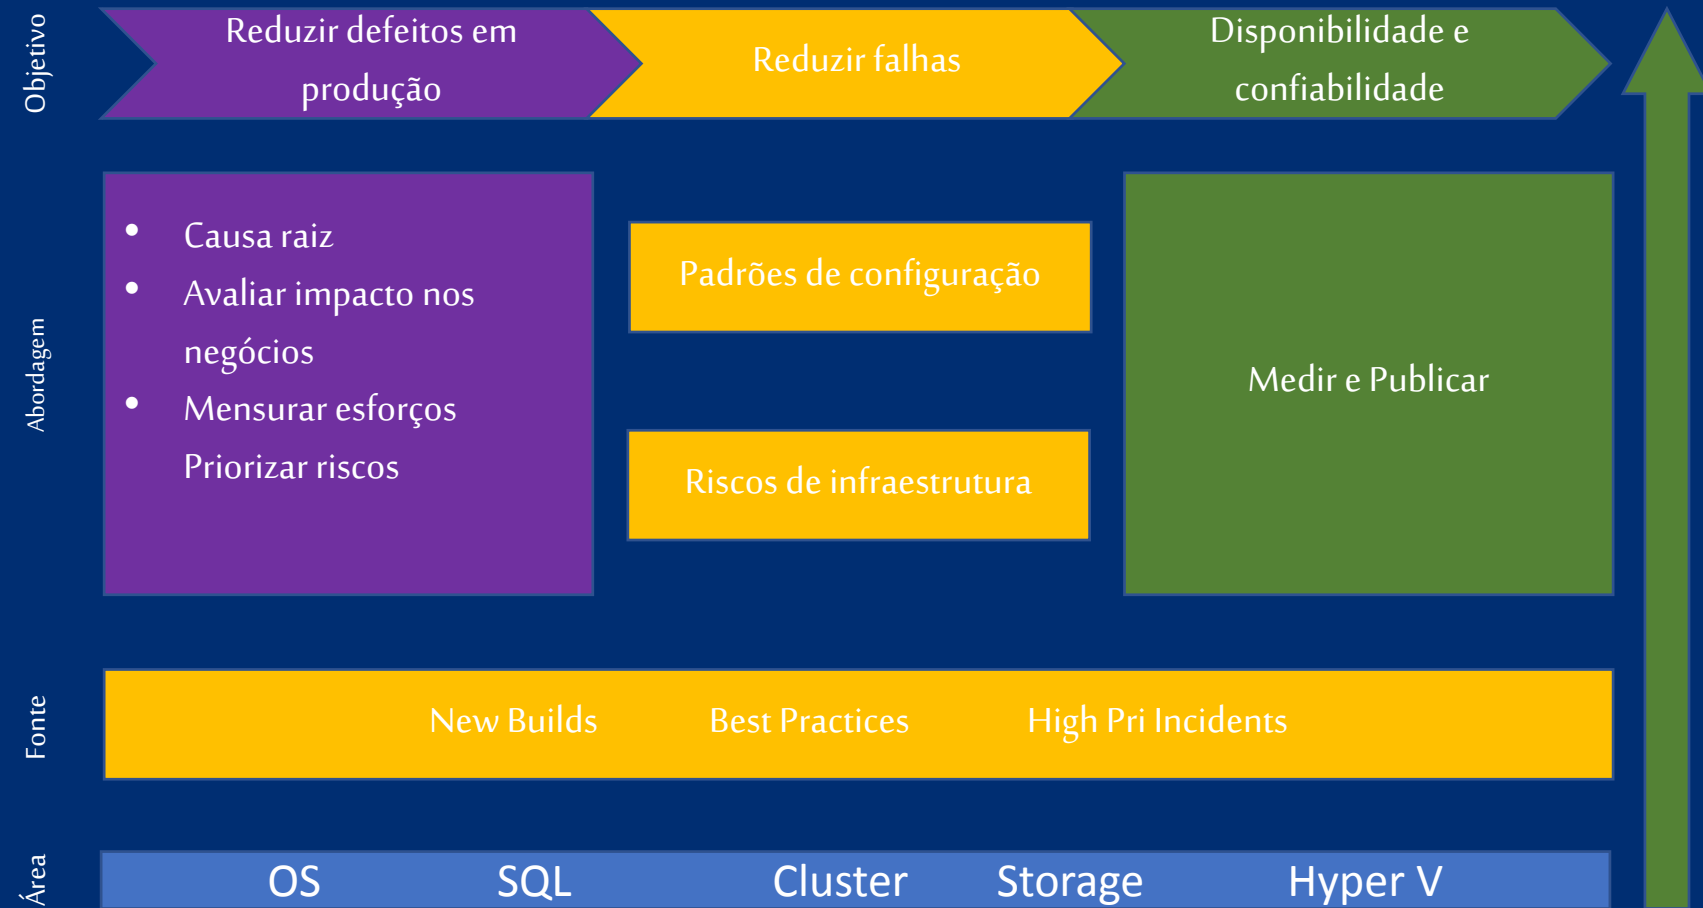 Objetivo
Reduzir defeitos em
produção
Reduzir falhas
Disponibilidade e
confiabilidade
Abordagem
• Causa raiz
• Avaliar impacto nos
negócios
• Mensurar esforços
Priorizar riscos
Padrões de configuração
Riscos de infraestrutura
Medir e Publicar
Fonte
New Builds Best Practices High Pri Incidents
Área
OS SQL Cluster Storage Hyper V